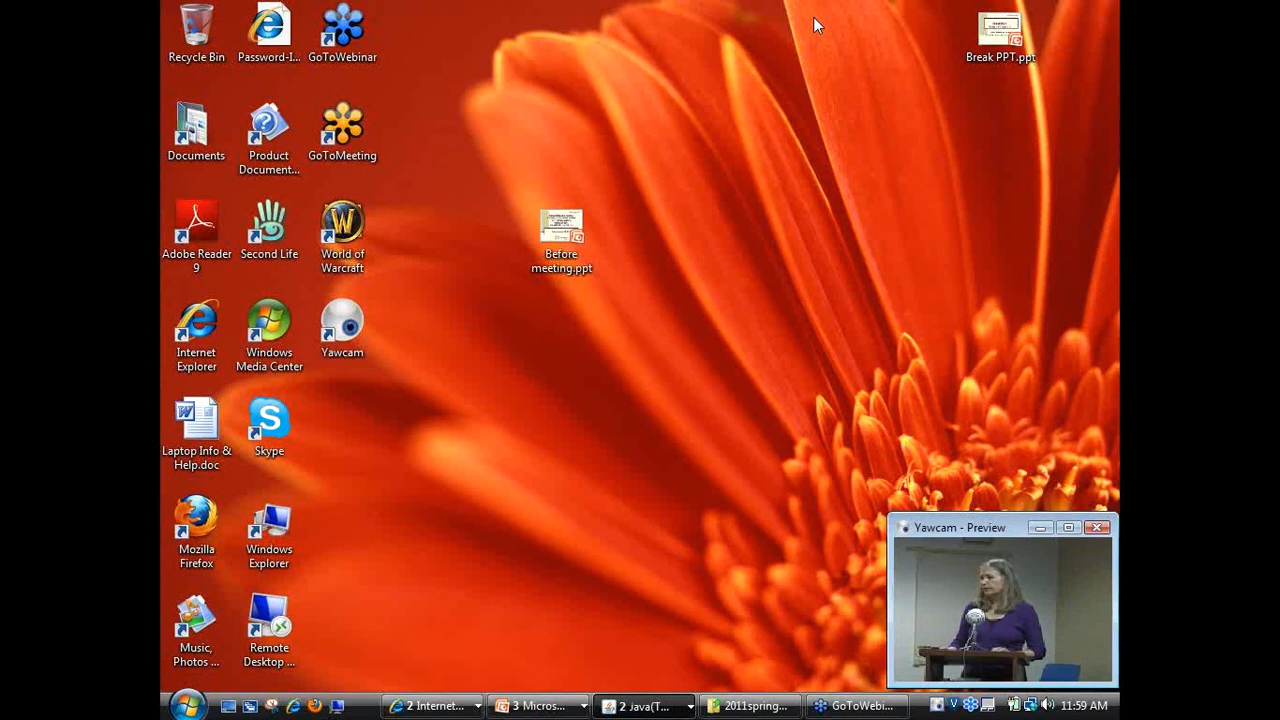 Recycle Bin
Password-I...
GoToWebinar
Break PPT.ppt
Documents
Product
Document...
GoToMeeting
Adobe Reader
9
Second Life
World of
Warcraft
Before
meeting.ppt
Internet
Explorer
Windows
Media Center
Yawcam
Laptop Info &
Help.doc
Skype
Mozilla
Firefox
Windows
Explorer
Music,
Photos ...
Remote
Desktop ...
Yawcam - Preview
2 Internet...
3 Micros...
2 Java(T...
2011spring...
GoToWebi...
11:59 AM